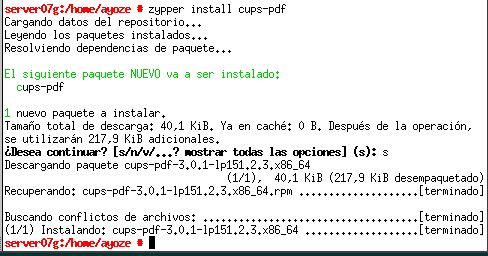 server07g:/home/ayoze # zypper install cups-pdf
Cargando datos del repositorio...
Leyendo los paquetes instalados...
Resolviendo dependencias de paquete...
El siguiente paquete NUEVO va a ser instalado:
cups-pdf
1 nuevo paquete a instalar.
Tamaño total de descarga: 40,1 KiB. Ya en caché: 0 B. Después de la operación,
se utilizarán 217,9 KiB adicionales.
¿Desea continuar? [s/n/v/...? mostrar todas las opciones] (s): s
Descargando paquete cups-pdf-3.0.1-lp151.2.3.x86_64
(1/1), 40,1 KiB (217,9 KiB desempaquetado)
Recuperando: cups-pdf-3.0.1-lp151.2.3.x86_64.rpm ...................[terminado]
Buscando conflictos de archivos: ...................................[terminado]
(1/1) Instalando: cups-pdf-3.0.1-lp151.2.3.x86_64 ..................[terminado]
server07g:/home/ayoze #